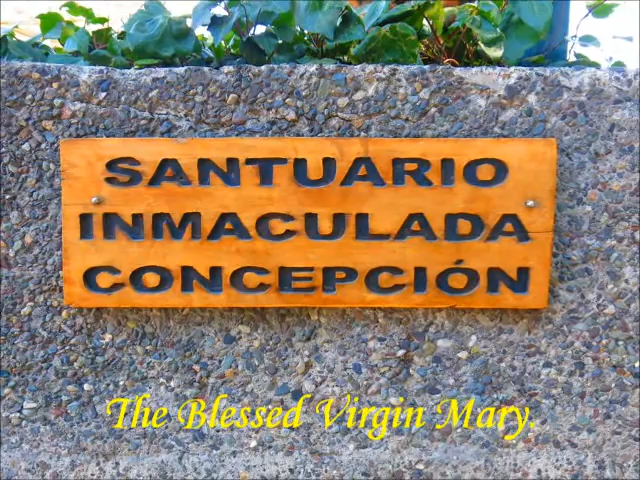 SANTUARIO
INMACULADA
CONCEPCIÓN
The Blessed Virgin Mary.